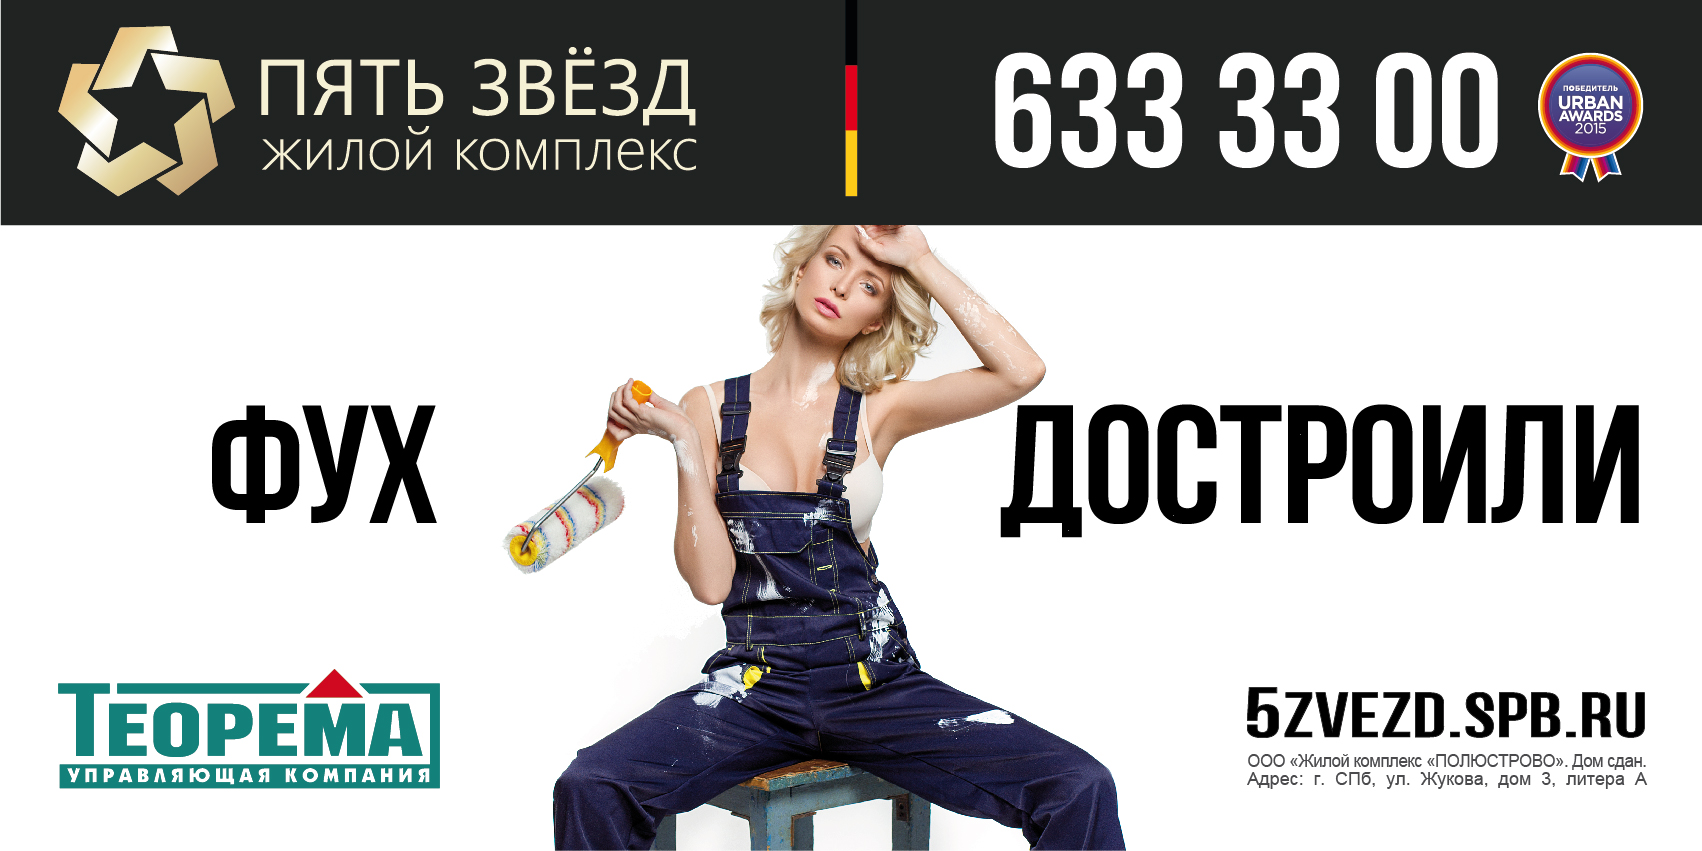 ПЯТЬ ЗВЁЗД
ЖИЛОЙ КОМПЛЕКС
633 33 00
ПОБЕДИТЕЛЬ
URBAN
AWARDS
2015
ФУХ
ДОСТРОИЛИ
ТЕОРЕМА
УПРАВЛЯЮЩАЯ КОМПАНИЯ
5ZVEZD.SPB.RU
ООО «Жилой комплекс «ПОЛЮСТРОВО». Дом сдан.
Адрес: г. СПб, ул. Жукова, дом 3, литера А